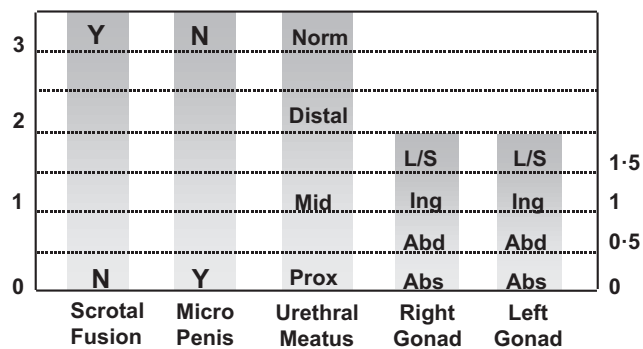 3 Y N Norm
2 Distal
L/S L/S 1·5
1 Mid Ing Ing 1
Abd Abd 0·5
0 N Y Prox Abs Abs 0
Scrotal Micro Urethral Right Left
Fusion Penis Meatus Gonad Gonad